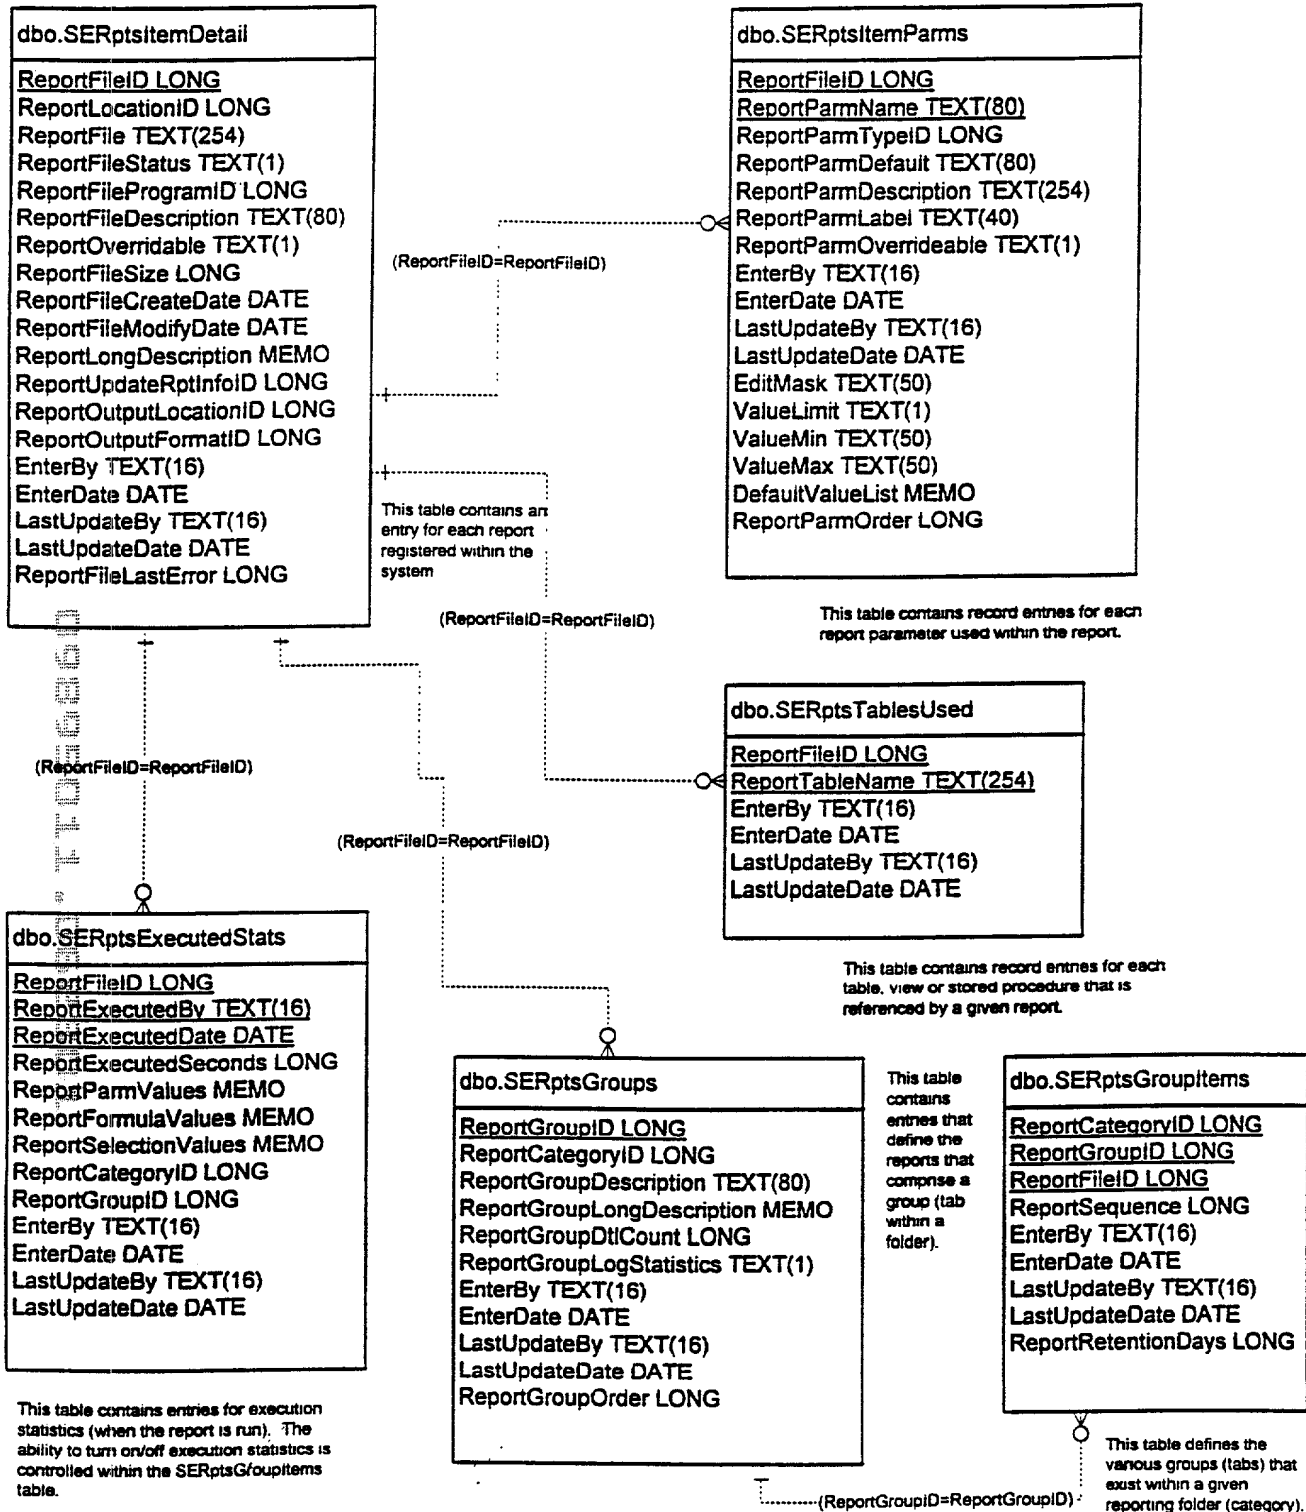 dbo.SERptsItemDetail
ReportFileID LONG
ReportLocationID LONG
ReportFile TEXT(254)
ReportFileStatus TEXT(1)
ReportFileProgramID LONG
ReportFileDescription TEXT(80)
ReportOverridable TEXT(1)
ReportFileSize LONG
ReportFileCreateDate DATE
ReportFileModifyDate DATE
ReportLongDescription MEMO
ReportUpdateRptInfoID LONG
ReportOutputLocationID LONG
ReportOutputFormatID LONG
EnterBy TEXT(16)
EnterDate DATE
LastUpdateBy TEXT(16)
LastUpdateDate DATE
ReportFileLastError LONG
dbo.SERptsItemParms
ReportFileID LONG
ReportParmName TEXT(80)
ReportParmTypeID LONG
ReportParmDefault TEXT(80)
ReportParmDescription TEXT(254)
ReportParmLabel TEXT(40)
ReportParmOverrideable TEXT(1)
EnterBy TEXT(16)
EnterDate DATE
LastUpdateBy TEXT(16)
LastUpdateDate DATE
EditMask TEXT(50)
ValueLimit TEXT(1)
ValueMin TEXT(50)
ValueMax TEXT(50)
DefaultValueList MEMO
ReportParmOrder LONG
(ReportFileID=ReportFileID)
This table contains an
entry for each report
registered within the
system
This table contains record entries for each
report parameter used within the report.
(ReportFileID=ReportFileID)
dbo.SERptsTablesUsed
ReportFileID LONG
ReportTableName TEXT(254)
EnterBy TEXT(16)
EnterDate DATE
LastUpdateBy TEXT(16)
LastUpdateDate DATE
(ReportFileID=ReportFileID)
(ReportFileID=ReportFileID)
This table contains record entries for each
table, view or stored procedure that is
referenced by a given report.
dbo.SERptsExecutedStats
ReportFileID LONG
ReportExecutedBy TEXT(16)
ReportExecutedDate DATE
ReportExecutedSeconds LONG
ReportParmValues MEMO
ReportFormulaValues MEMO
ReportSelectionValues MEMO
ReportCategoryID LONG
ReportGroupID LONG
EnterBy TEXT(16)
EnterDate DATE
LastUpdateBy TEXT(16)
LastUpdateDate DATE
This table contains entries for execution
statistics (when the report is run). The
ability to turn on/off execution statistics is
controlled within the SERptsGroupItems
table.
dbo.SERptsGroups
ReportGroupID LONG
ReportCategoryID LONG
ReportGroupDescription TEXT(80)
ReportGroupLongDescription MEMO
ReportGroupDtlCount LONG
ReportGroupLogStatistics TEXT(1)
EnterBy TEXT(16)
EnterDate DATE
LastUpdateBy TEXT(16)
LastUpdateDate DATE
ReportGroupOrder LONG
This table
contains
entries that
define the
reports that
comprise a
group (tab
within a
folder).
dbo.SERptsGroupItems
ReportCategoryID LONG
ReportGroupID LONG
ReportFileID LONG
ReportSequence LONG
EnterBy TEXT(16)
EnterDate DATE
LastUpdateBy TEXT(16)
LastUpdateDate DATE
ReportRetentionDays LONG
(ReportGroupID=ReportGroupID)
This table defines the
various groups (tabs) that
exist within a given
reporting folder (category).